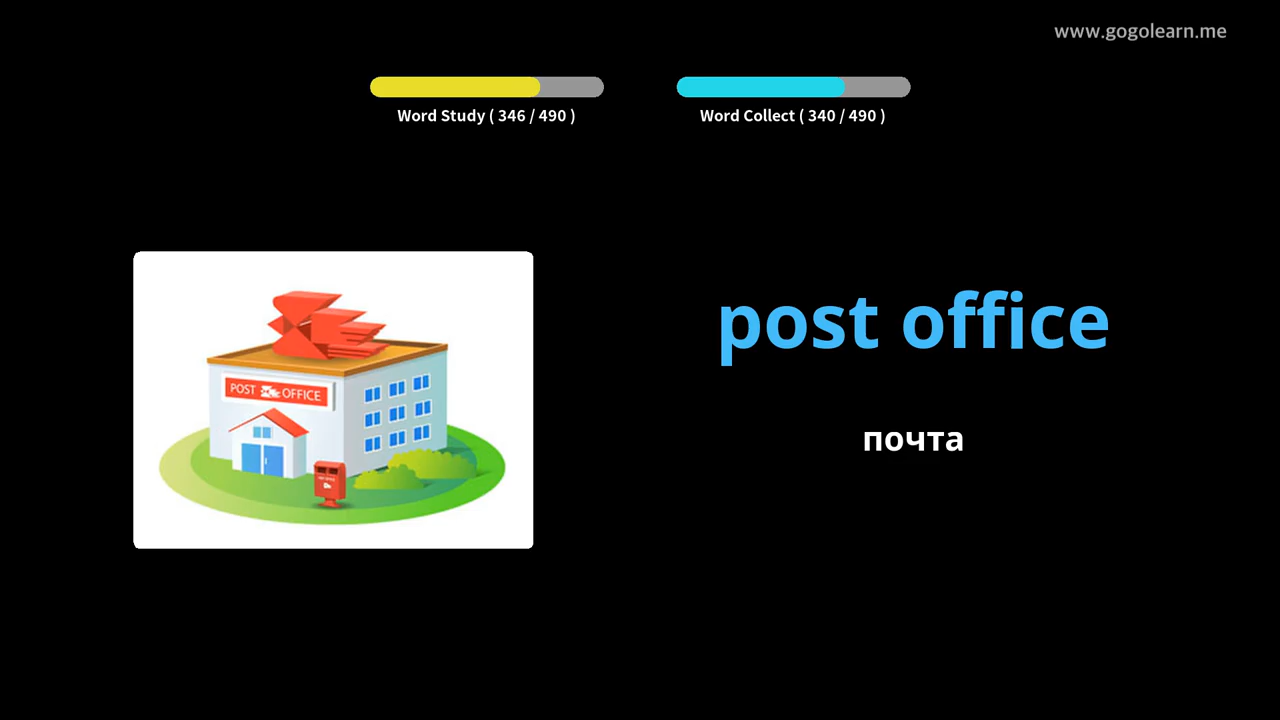 www.gogolearn.me
Word Study ( 346 / 490 )
Word Collect ( 340 / 490 )
POST OFFICE
post office
почта